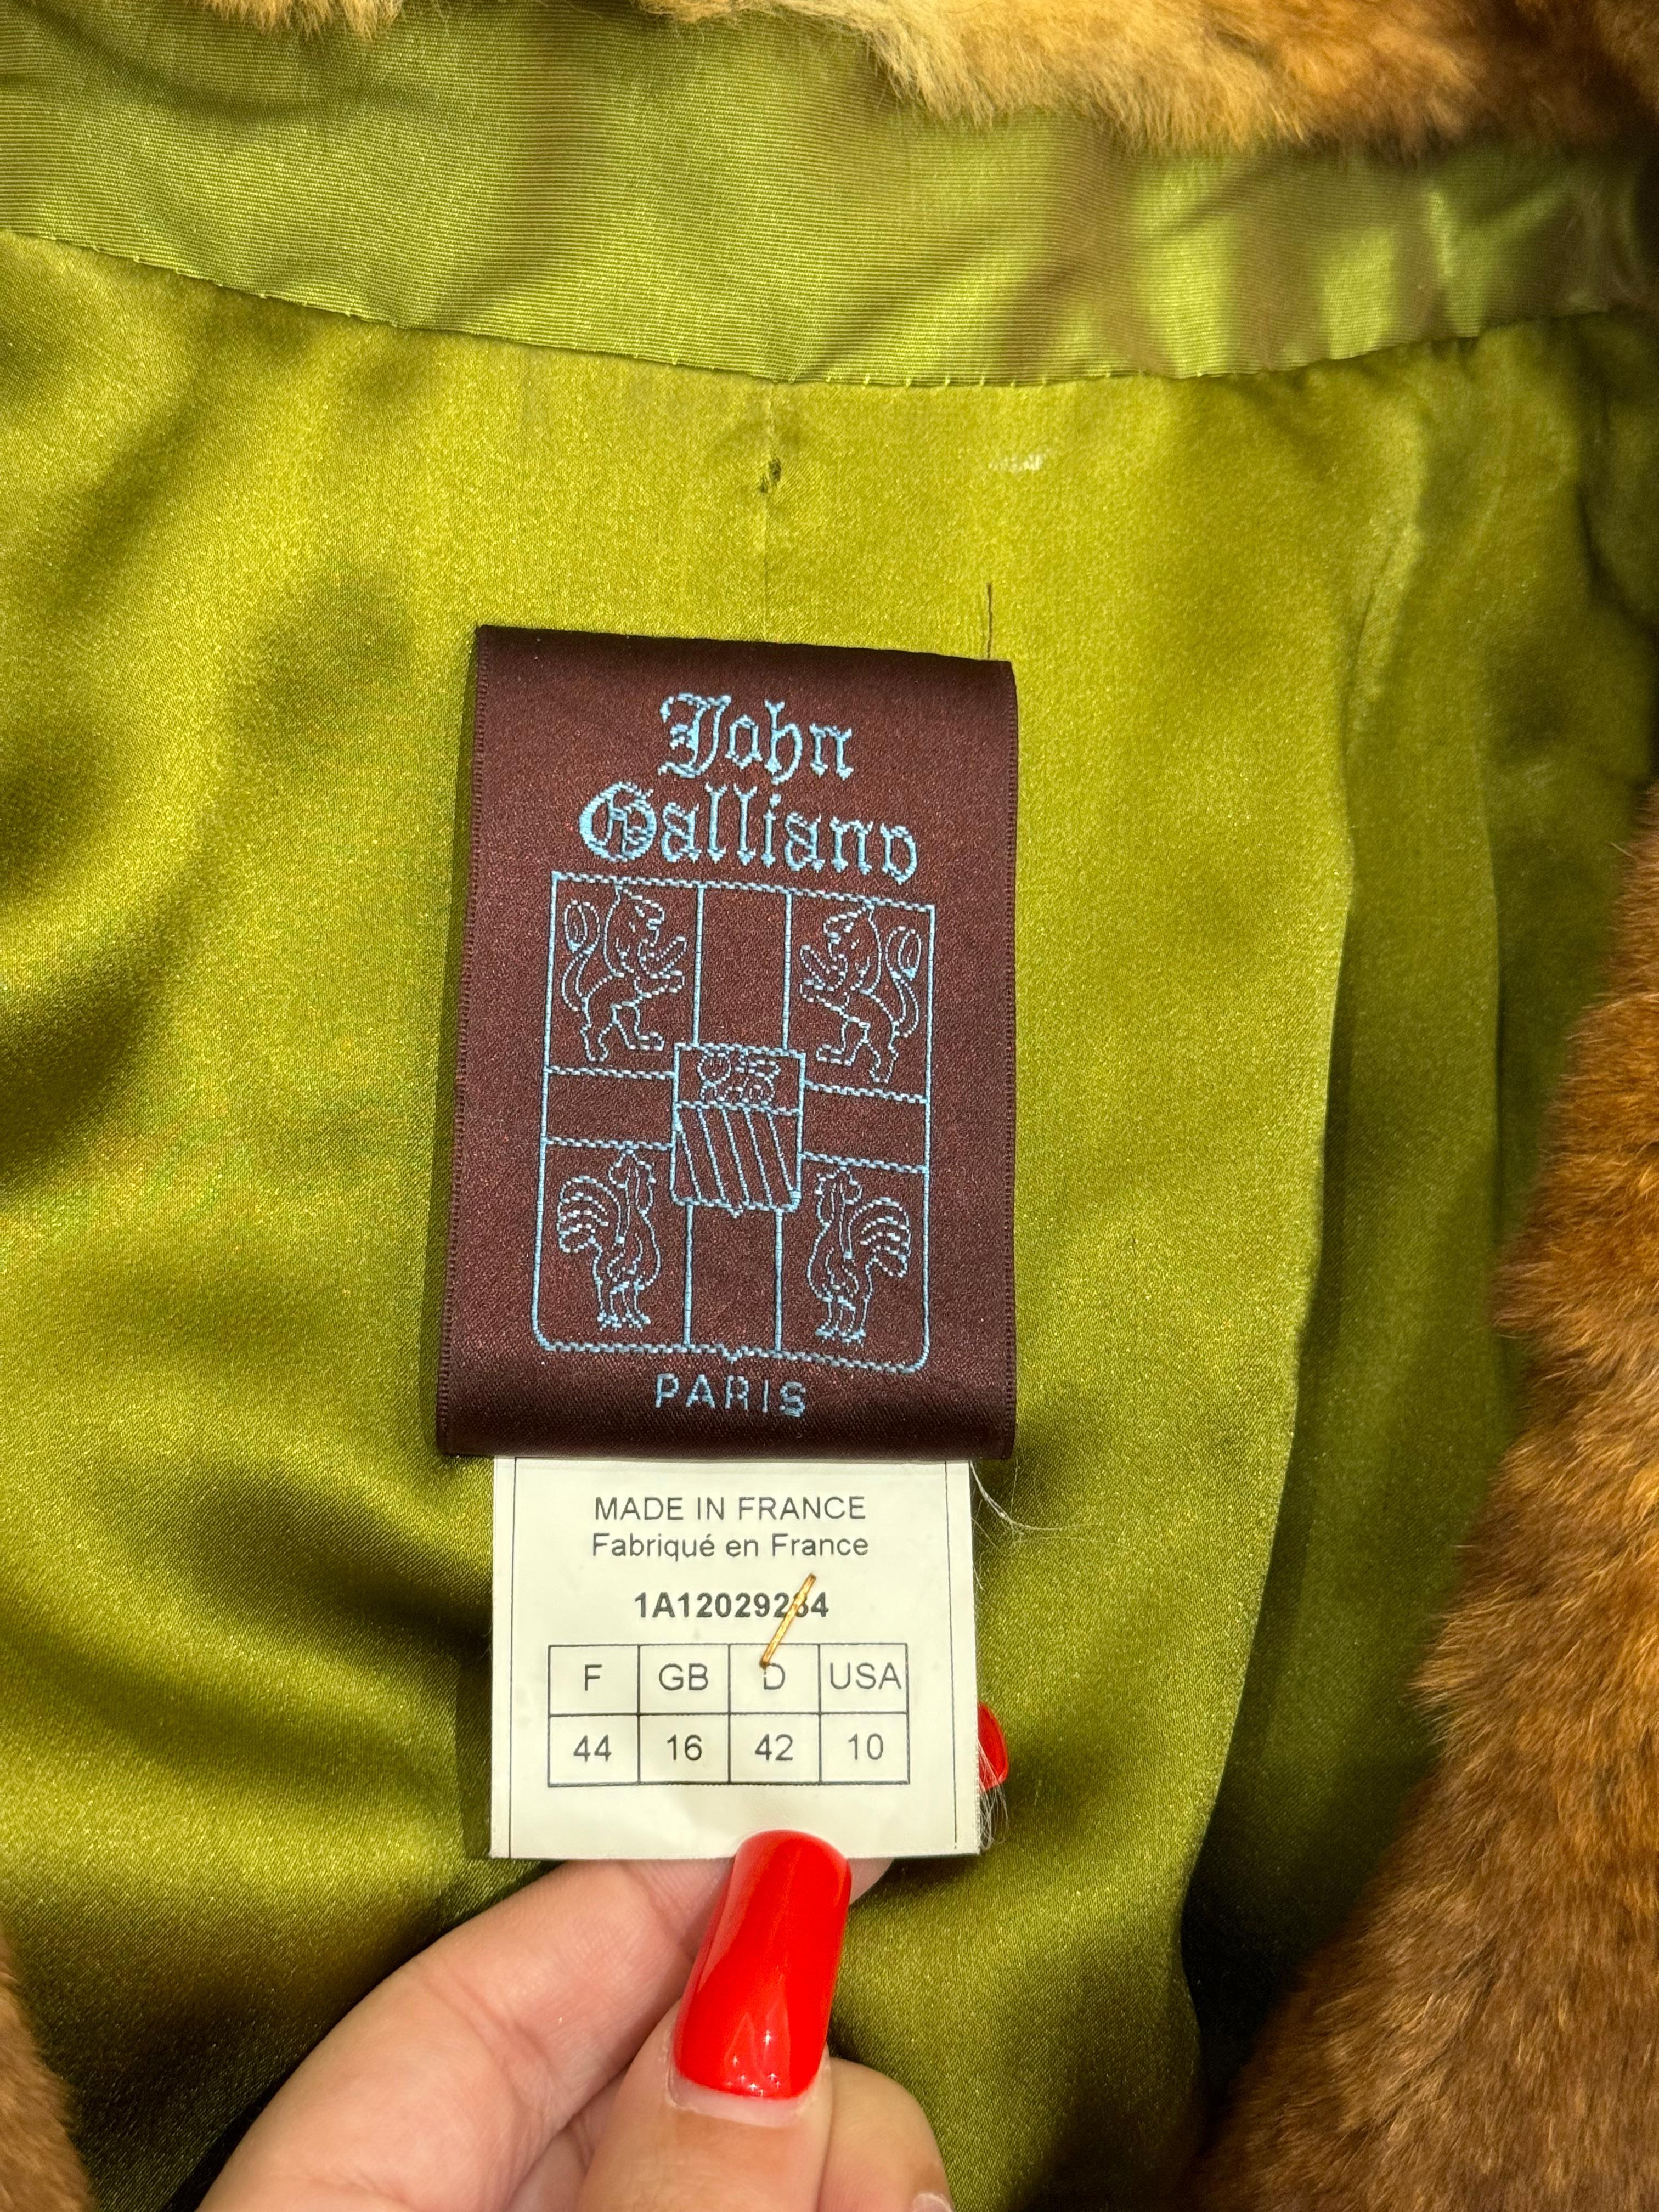 John
Galliano
PARIS
MADE IN FRANCE
Fabriqué en France
F GB D USA
44 16 42 10